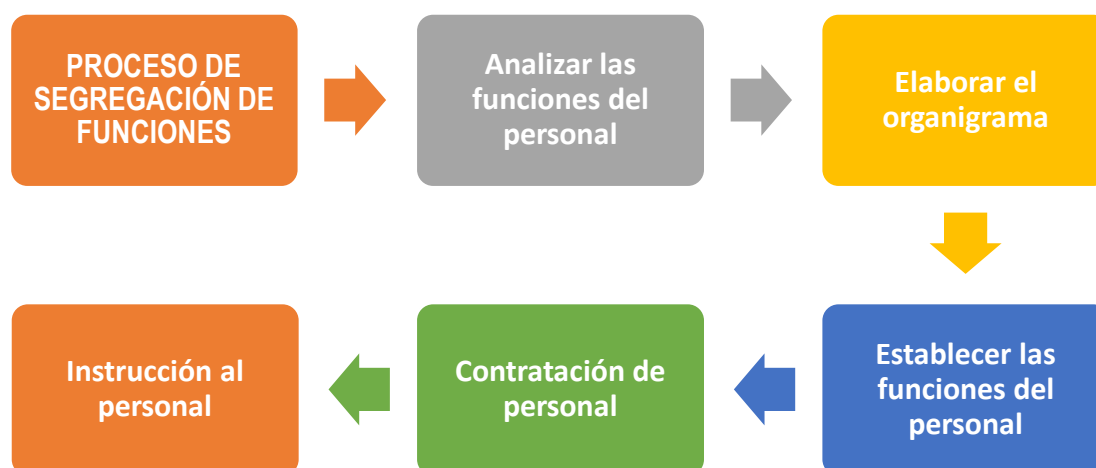 PROCESO DE
SEGREGACIÓN DE
FUNCIONES
Analizar las
funciones del
personal
Elaborar el
organigrama
Establecer las
funciones del
personal
Contratación de
personal
Instrucción al
personal